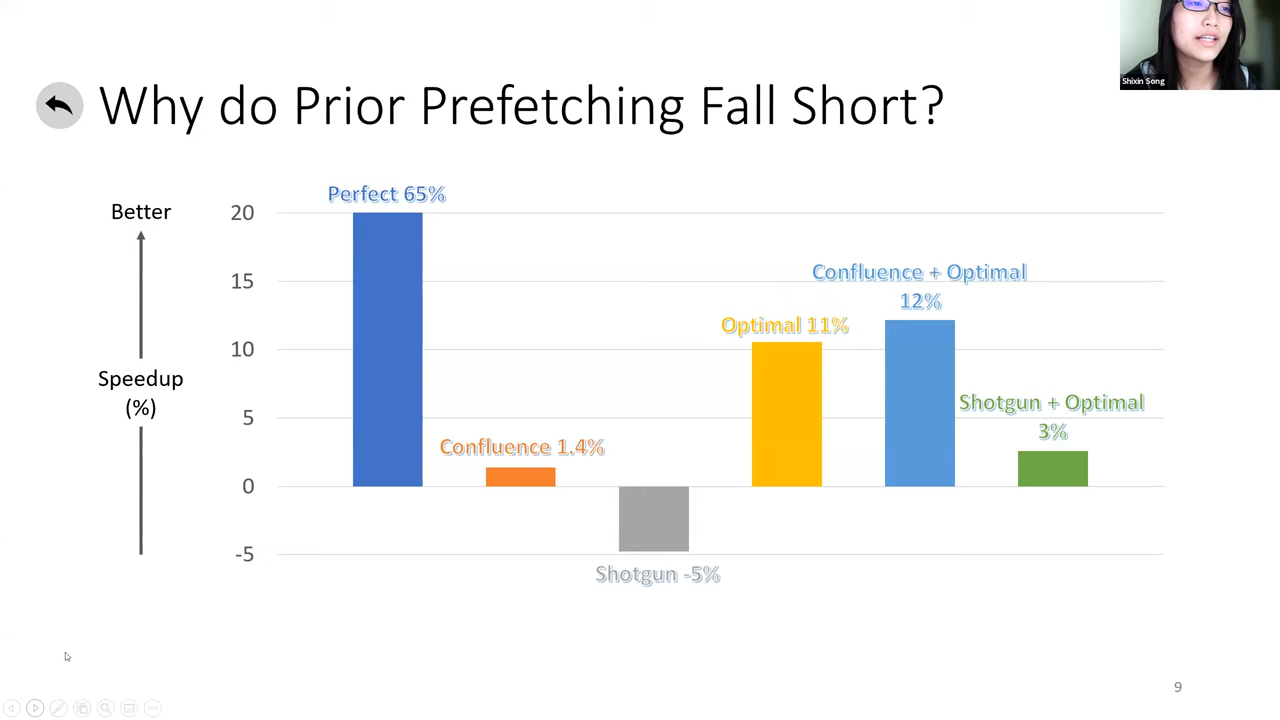 Shixin Song
Why do Prior Prefetching Fall Short?
Better
Speedup
(%)
20
15
10
5
0
-5
Perfect 65%
Confluence 1.4%
Shotgun -5%
Optimal 11%
Confluence + Optimal
12%
Shotgun + Optimal
3%
9